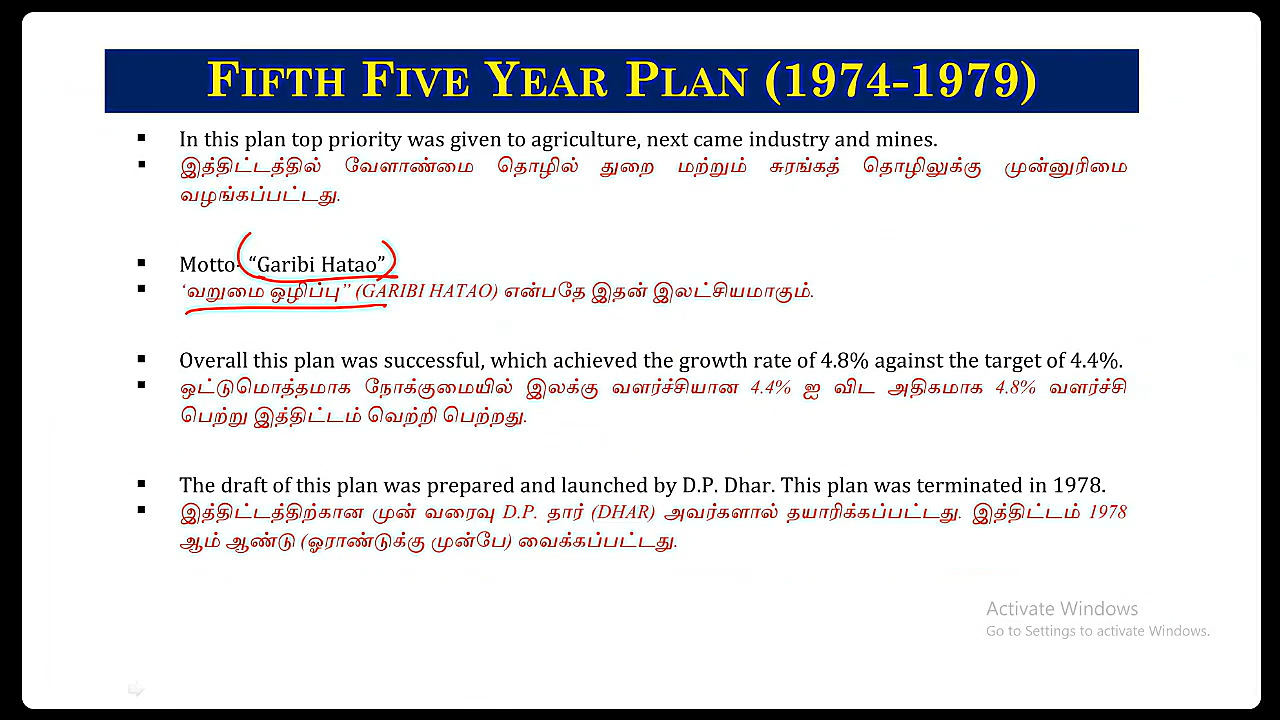 FIFTH FIVE YEAR PLAN (1974-1979)
▪ In this plan top priority was given to agriculture, next came industry and mines.
▪ இத்திட்டத்தில் வேளாண்மை தொழில் துறை மற்றும் சுரங்கத் தொழிலுக்கு முன்னுரிமை
வழங்கப்பட்டது.
▪ Motto- “Garibi Hatao”
▪ ‘வறுமை ஒழிப்பு’’ (GARIBI HATAO) என்பதே இதன் இலட்சியமாகும்.
▪ Overall this plan was successful, which achieved the growth rate of 4.8% against the target of 4.4%.
▪ ஒட்டுமொத்தமாக நோக்குமையில் இலக்கு வளர்ச்சியான 4.4% ஐ விட அதிகமாக 4.8% வளர்ச்சி
பெற்று இத்திட்டம் வெற்றி பெற்றது.
▪ The draft of this plan was prepared and launched by D.P. Dhar. This plan was terminated in 1978.
▪ இத்திட்டத்திற்கான முன் வரைவு D.P. தார் (DHAR) அவர்களால் தயாரிக்கப்பட்டது. இத்திட்டம் 1978
ஆம் ஆண்டு (ஓராண்டுக்கு முன்பே) வைக்கப்பட்டது.
Activate Windows
Go to Settings to activate Windows.